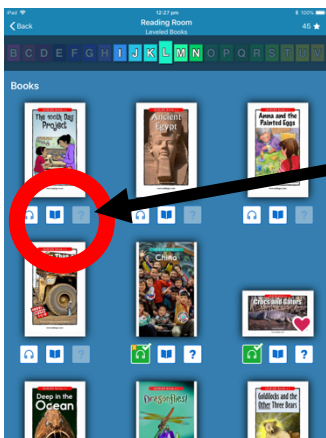 iPad
12:27 pm
100%
Back
Reading Room
Leveled Books
45
B C D E F G H I J K L M N O P Q R S T U V
Books
The 100th Day
Project
Ancient
Egypt
Anna and the
Painted Eggs
?
?
?
China
Crocs and Gators
?
?
?
Deep in the
Ocean
Dragonflies!
Goldilocks and the
Other Three Bears